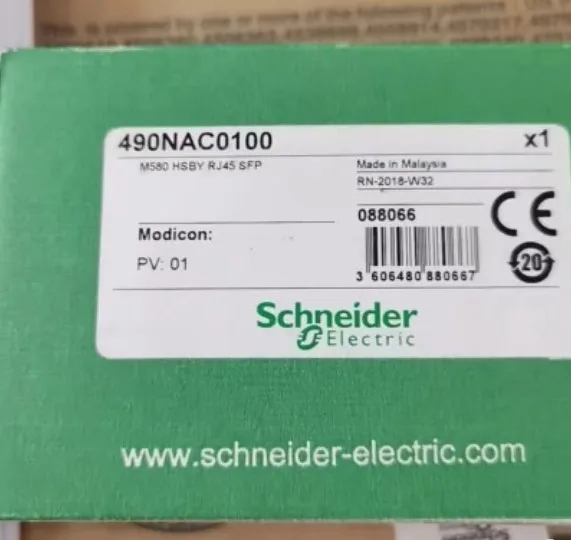 490NAC0100 x1
M580 HSBY RJ45 SFP
Made in Malaysia
RN-2018-W32
088066
CE
Modicon:
PV: 01
3 606480 880667
20
Schneider
Electric
www.schneider-electric.com